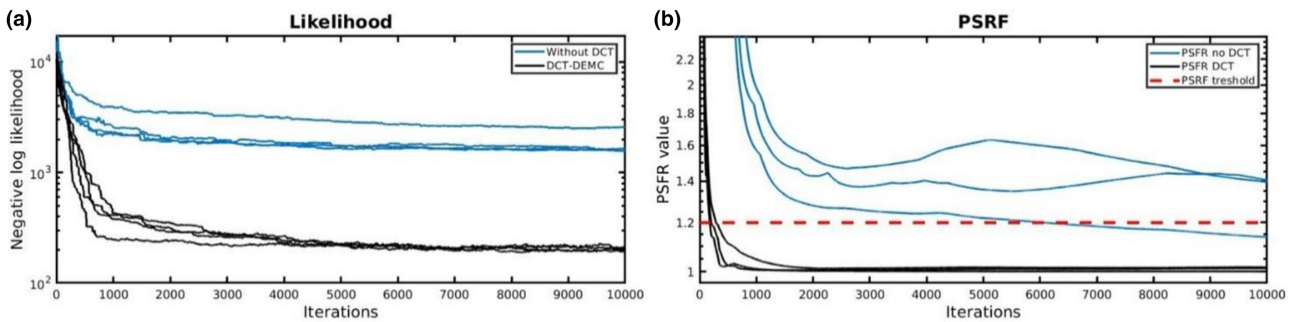 (a)
Likelihood
Negative log likelihood
10^4
10^3
10^2
Without DCT
DCT-DEMC
0 1000 2000 3000 4000 5000 6000 7000 8000 9000 10000
Iterations
(b)
PSRF
PSFR value
2.2
2
1.8
1.6
1.4
1.2
1
PSFR no DCT
PSFR DCT
PSRF treshold
0 1000 2000 3000 4000 5000 6000 7000 8000 9000 10000
Iterations